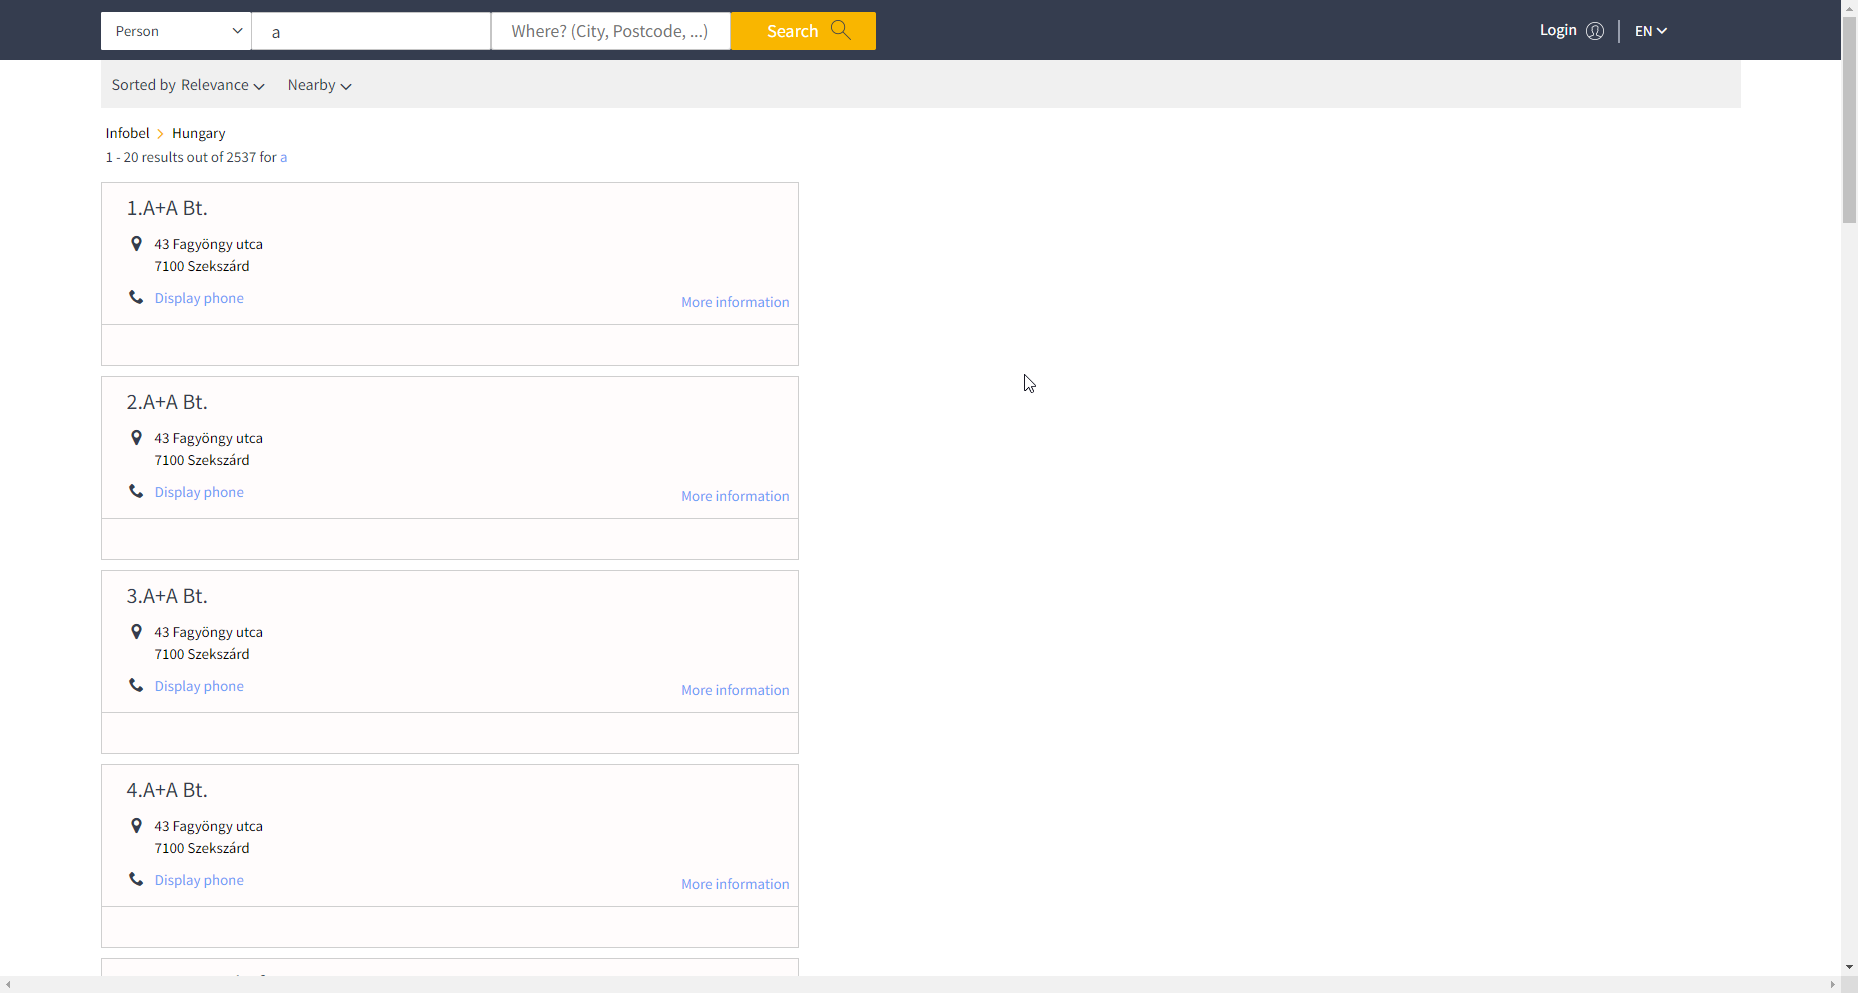 Person
a
Where? (City, Postcode, ...)
Search
Login
EN
Sorted by Relevance
Nearby
Infobel
Hungary
1 - 20 results out of 2537 for a
1.A+A Bt.
43 Fagyöngy utca
7100 Szekszárd
Display phone
More information
2.A+A Bt.
43 Fagyöngy utca
7100 Szekszárd
Display phone
More information
3.A+A Bt.
43 Fagyöngy utca
7100 Szekszárd
Display phone
More information
4.A+A Bt.
43 Fagyöngy utca
7100 Szekszárd
Display phone
More information